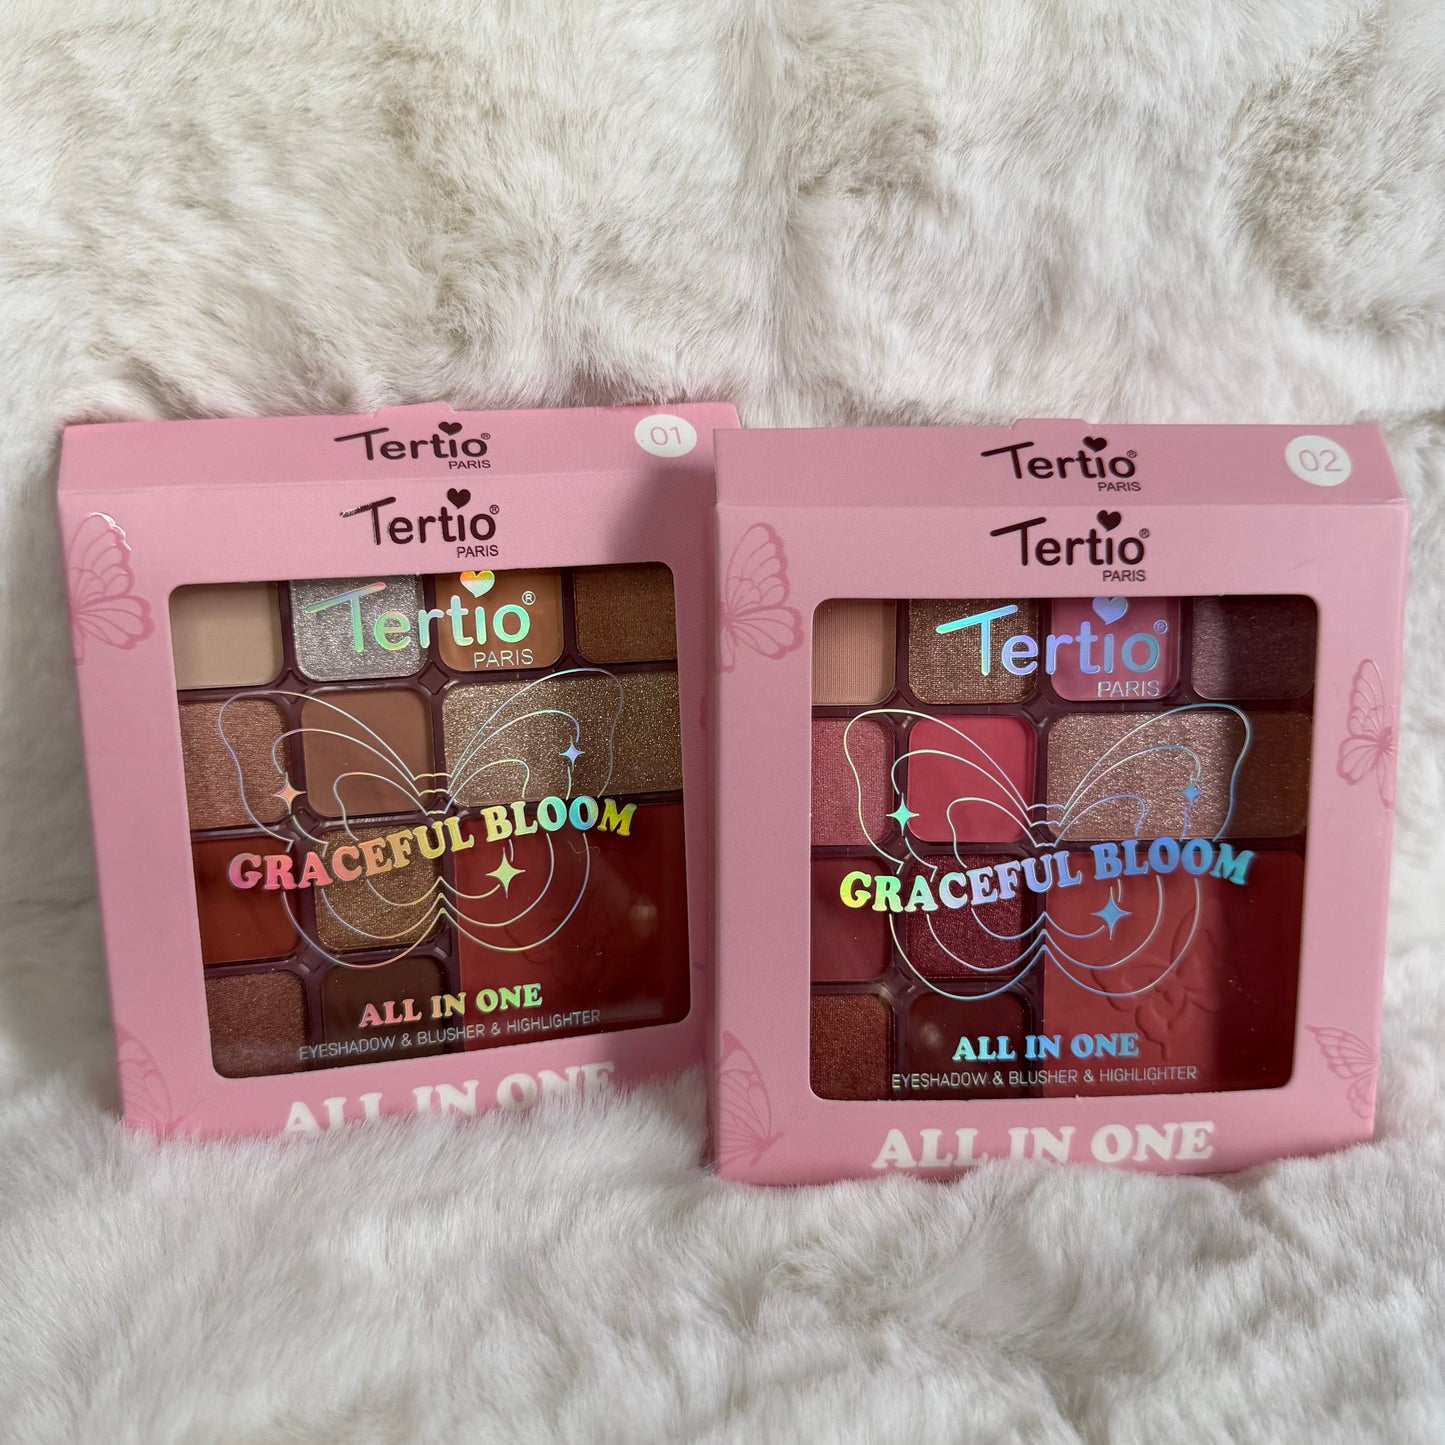 Tertio®
PARIS
01
Tertio®
PARIS
Tertio®
PARIS
GRACEFUL BLOOM
ALL IN ONE
EYESHADOW & BLUSHER & HIGHLIGHTER
ALL IN ONE
Tertio®
PARIS
02
Tertio®
PARIS
Tertio®
PARIS
GRACEFUL BLOOM
ALL IN ONE
EYESHADOW & BLUSHER & HIGHLIGHTER
ALL IN ONE